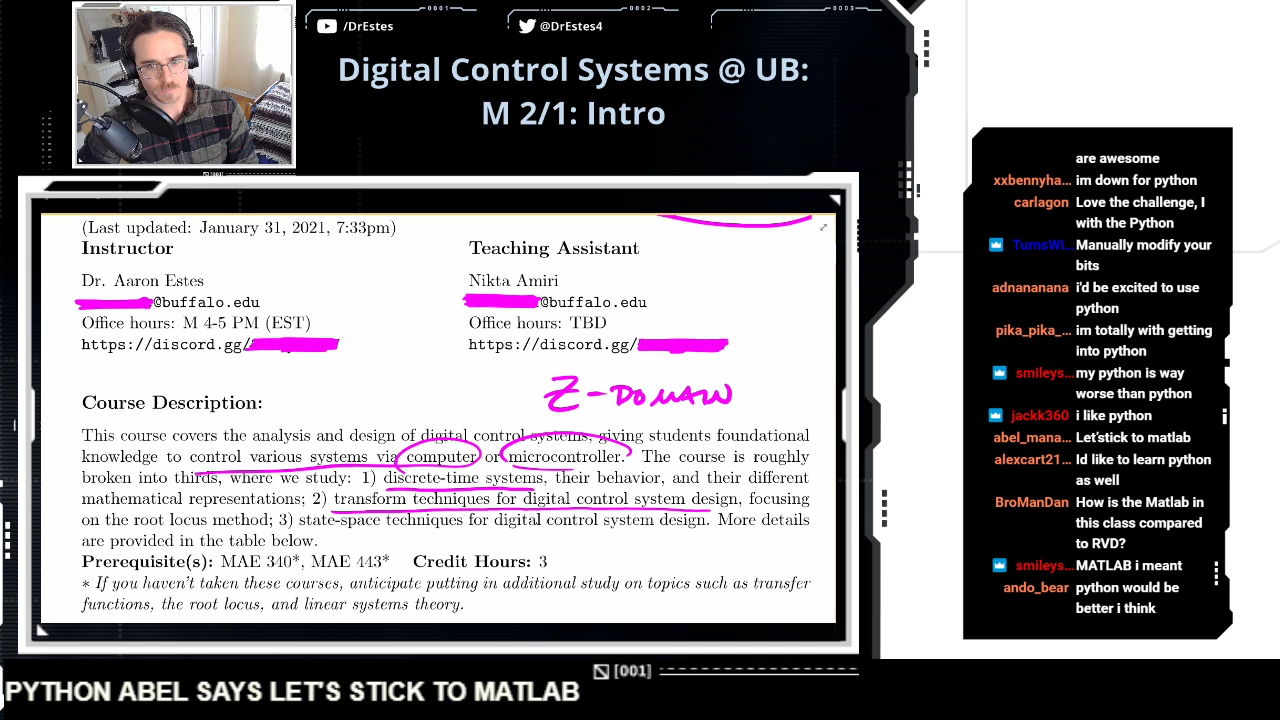 0001
0002
0003
/DrEstes
@DrEstes4
Digital Control Systems @ UB:
M 2/1: Intro
[001]
(Last updated: January 31, 2021, 7:33pm)
Instructor
Teaching Assistant
Dr. Aaron Estes
Nikta Amiri
@buffalo.edu
@buffalo.edu
Office hours: M 4-5 PM (EST)
Office hours: TBD
https://discord.gg/
https://discord.gg/
Z-DOMAIN
Course Description:
This course covers the analysis and design of digital control systems, giving students foundational
knowledge to control various systems via computer or microcontroller. The course is roughly
broken into thirds, where we study: 1) discrete-time systems, their behavior, and their different
mathematical representations; 2) transform techniques for digital control system design, focusing
on the root locus method; 3) state-space techniques for digital control system design. More details
are provided in the table below.
Prerequisite(s): MAE 340*, MAE 443* Credit Hours: 3
* If you haven't taken these courses, anticipate putting in additional study on topics such as transfer
functions, the root locus, and linear systems theory.
are awesome
xxbennyha... im down for python
carlagon Love the challenge, I
with the Python
TurnsWi... Manually modify your
bits
adnananana i'd be excited to use
python
pika_pika_... im totally with getting
into python
smileys... my python is way
worse than python
jackk360 i like python
abel_mana... Let'stick to matlab
alexcart21... Id like to learn python
as well
BroManDan How is the Matlab in
this class compared
to RVD?
smileys... MATLAB i meant
ando_bear python would be
better i think
[001]
PYTHON ABEL SAYS LET'S STICK TO MATLAB